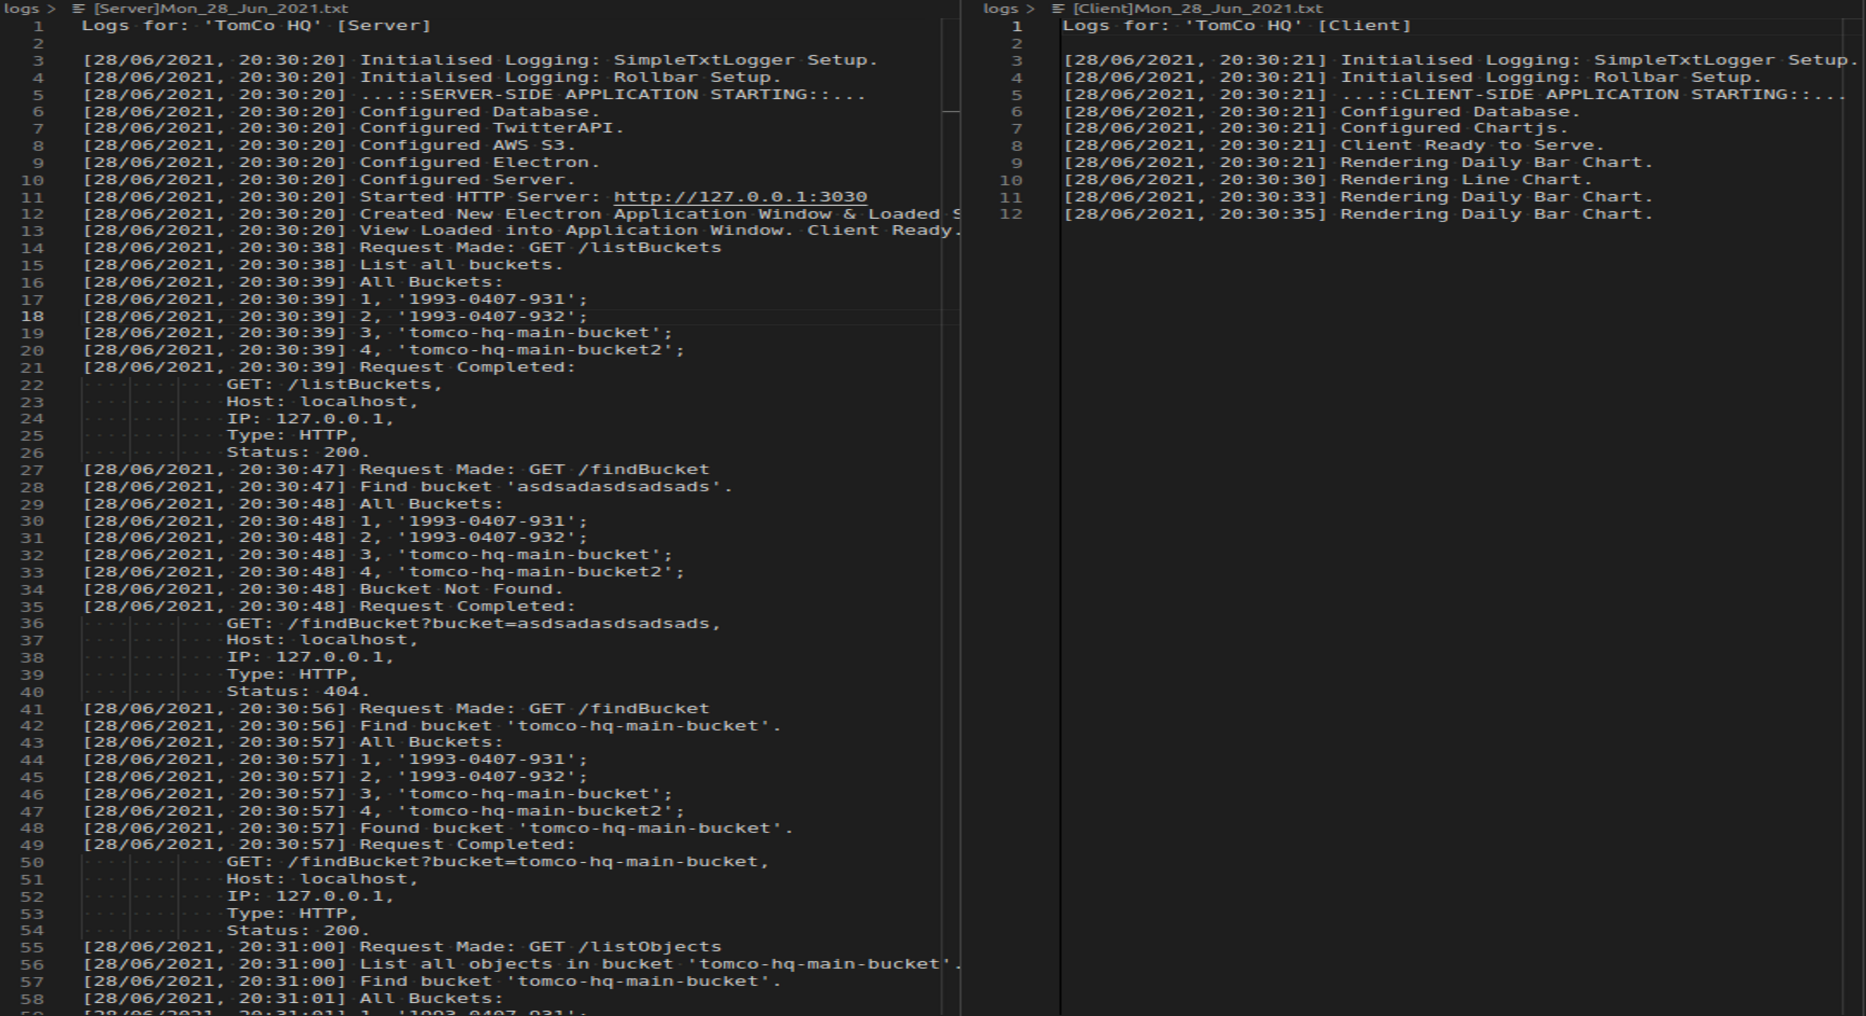 logs > [Server]Mon_28_Jun_2021.txt
1 Logs for: 'TomCo HQ' [Server]
2
3 [28/06/2021, 20:30:20] Initialised Logging: SimpleTxtLogger Setup.
4 [28/06/2021, 20:30:20] Initialised Logging: Rollbar Setup.
5 [28/06/2021, 20:30:20] ...::SERVER-SIDE APPLICATION STARTING::...
6 [28/06/2021, 20:30:20] Configured Database.
7 [28/06/2021, 20:30:20] Configured TwitterAPI.
8 [28/06/2021, 20:30:20] Configured AWS S3.
9 [28/06/2021, 20:30:20] Configured Electron.
10 [28/06/2021, 20:30:20] Configured Server.
11 [28/06/2021, 20:30:20] Started HTTP Server: http://127.0.0.1:3030
12 [28/06/2021, 20:30:20] Created New Electron Application Window & Loaded S
13 [28/06/2021, 20:30:20] View Loaded into Application Window. Client Ready.
14 [28/06/2021, 20:30:38] Request Made: GET /listBuckets
15 [28/06/2021, 20:30:38] List all buckets.
16 [28/06/2021, 20:30:39] All Buckets:
17 [28/06/2021, 20:30:39] 1, '1993-0407-931';
18 [28/06/2021, 20:30:39] 2, '1993-0407-932';
19 [28/06/2021, 20:30:39] 3, 'tomco-hq-main-bucket';
20 [28/06/2021, 20:30:39] 4, 'tomco-hq-main-bucket2';
21 [28/06/2021, 20:30:39] Request Completed:
22 GET: /listBuckets,
23 Host: localhost,
24 IP: 127.0.0.1,
25 Type: HTTP,
26 Status: 200.
27 [28/06/2021, 20:30:47] Request Made: GET /findBucket
28 [28/06/2021, 20:30:47] Find bucket 'asdsadasdsadsads'.
29 [28/06/2021, 20:30:48] All Buckets:
30 [28/06/2021, 20:30:48] 1, '1993-0407-931';
31 [28/06/2021, 20:30:48] 2, '1993-0407-932';
32 [28/06/2021, 20:30:48] 3, 'tomco-hq-main-bucket';
33 [28/06/2021, 20:30:48] 4, 'tomco-hq-main-bucket2';
34 [28/06/2021, 20:30:48] Bucket Not Found.
35 [28/06/2021, 20:30:48] Request Completed:
36 GET: /findBucket?bucket=asdsadasdsadsads,
37 Host: localhost,
38 IP: 127.0.0.1,
39 Type: HTTP,
40 Status: 404.
41 [28/06/2021, 20:30:56] Request Made: GET /findBucket
42 [28/06/2021, 20:30:56] Find bucket 'tomco-hq-main-bucket'.
43 [28/06/2021, 20:30:57] All Buckets:
44 [28/06/2021, 20:30:57] 1, '1993-0407-931';
45 [28/06/2021, 20:30:57] 2, '1993-0407-932';
46 [28/06/2021, 20:30:57] 3, 'tomco-hq-main-bucket';
47 [28/06/2021, 20:30:57] 4, 'tomco-hq-main-bucket2';
48 [28/06/2021, 20:30:57] Found bucket 'tomco-hq-main-bucket'.
49 [28/06/2021, 20:30:57] Request Completed:
50 GET: /findBucket?bucket=tomco-hq-main-bucket,
51 Host: localhost,
52 IP: 127.0.0.1,
53 Type: HTTP,
54 Status: 200.
55 [28/06/2021, 20:31:00] Request Made: GET /listObjects
56 [28/06/2021, 20:31:00] List all objects in bucket 'tomco-hq-main-bucket'.
57 [28/06/2021, 20:31:00] Find bucket 'tomco-hq-main-bucket'.
58 [28/06/2021, 20:31:01] All Buckets:
59 [28/06/2021, 20:31:01] 1, '1993-0407-931';
logs > [Client]Mon_28_Jun_2021.txt
1 Logs for: 'TomCo HQ' [Client]
2
3 [28/06/2021, 20:30:21] Initialised Logging: SimpleTxtLogger Setup.
4 [28/06/2021, 20:30:21] Initialised Logging: Rollbar Setup.
5 [28/06/2021, 20:30:21] ...::CLIENT-SIDE APPLICATION STARTING::...
6 [28/06/2021, 20:30:21] Configured Database.
7 [28/06/2021, 20:30:21] Configured Chartjs.
8 [28/06/2021, 20:30:21] Client Ready to Serve.
9 [28/06/2021, 20:30:21] Rendering Daily Bar Chart.
10 [28/06/2021, 20:30:30] Rendering Line Chart.
11 [28/06/2021, 20:30:33] Rendering Daily Bar Chart.
12 [28/06/2021, 20:30:35] Rendering Daily Bar Chart.